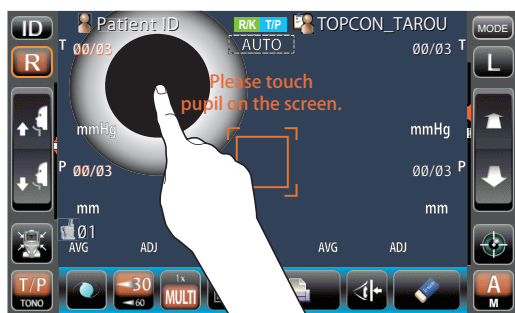 ID Patient ID R/K T/P TOPCON_TAROU MODE
AUTO
R T 00/03 00/03 T L
Please touch
pupil on the screen.
mmHg mmHg
P 00/03 00/03 P
mm mm
01
AVG ADJ AVG ADJ
T/P
TONO
30
60
1x
MULTI
A
M